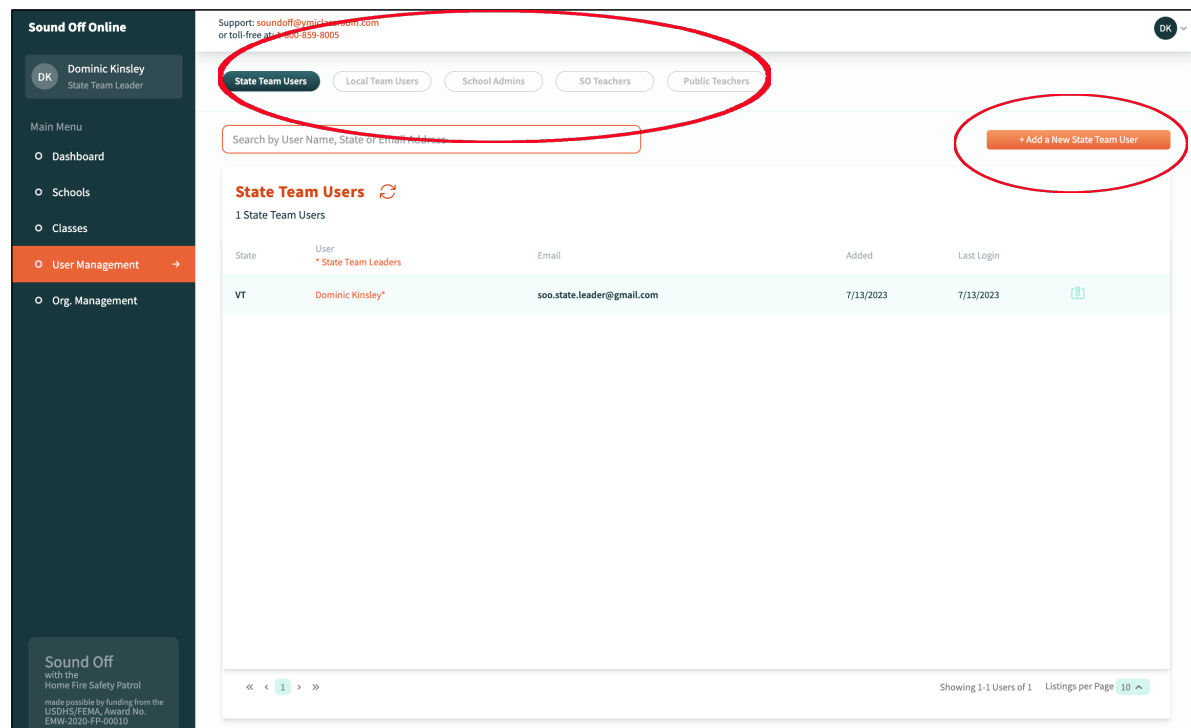 Sound Off Online
Support: soundoff@ymiclassroom.com
or toll-free at: 1-800-859-8005
DK
DK
Dominic Kinsley
State Team Leader
State Team Users
Local Team Users
School Admins
SO Teachers
Public Teachers
Main Menu
Dashboard
Schools
Classes
User Management
Org. Management
Search by User Name, State or Email Address
+ Add a New State Team User
State Team Users
1 State Team Users
State
User
* State Team Leaders
Email
Added
Last Login
VT
Dominic Kinsley*
soo.state.leader@gmail.com
7/13/2023
7/13/2023
Sound Off
with the
Home Fire Safety Patrol
made possible by funding from the
USDHS/FEMA, Award No.
EMW-2020-FP-00010
« ‹ 1 › »
Showing 1-1 Users of 1
Listings per Page
10